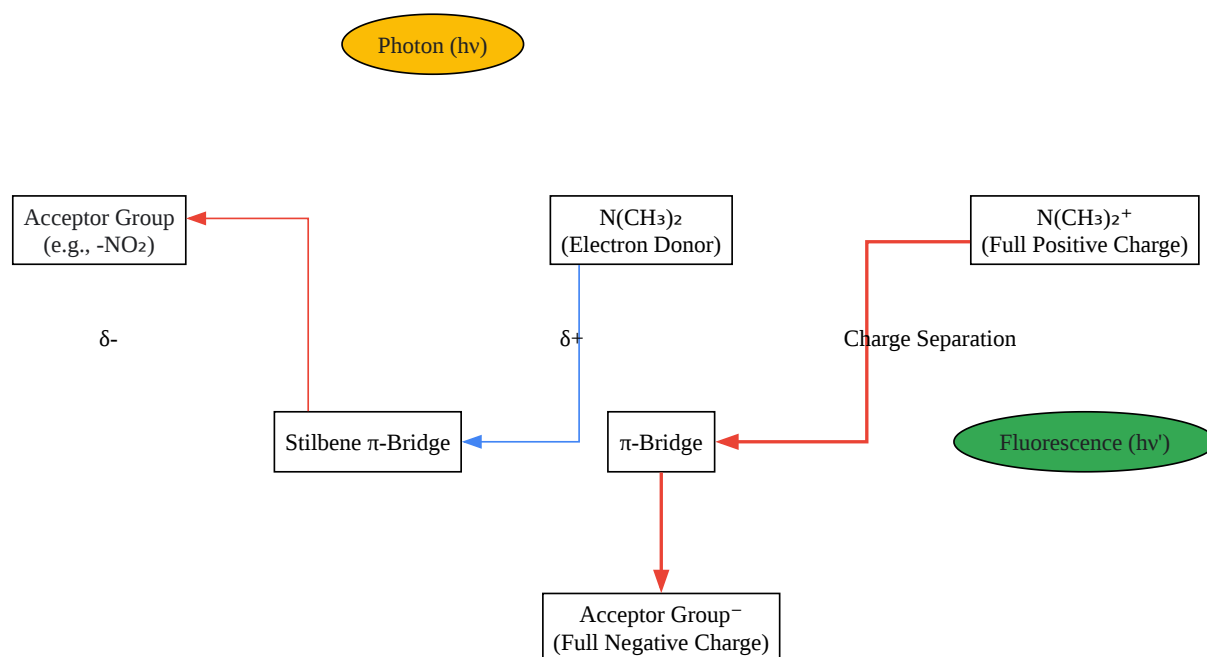 Photon (hν)
Acceptor Group
(e.g., -NO₂)
N(CH₃)₂
(Electron Donor)
N(CH₃)₂⁺
(Full Positive Charge)
δ-
δ+
Charge Separation
Stilbene π-Bridge
π-Bridge
Fluorescence (hν')
Acceptor Group⁻
(Full Negative Charge)